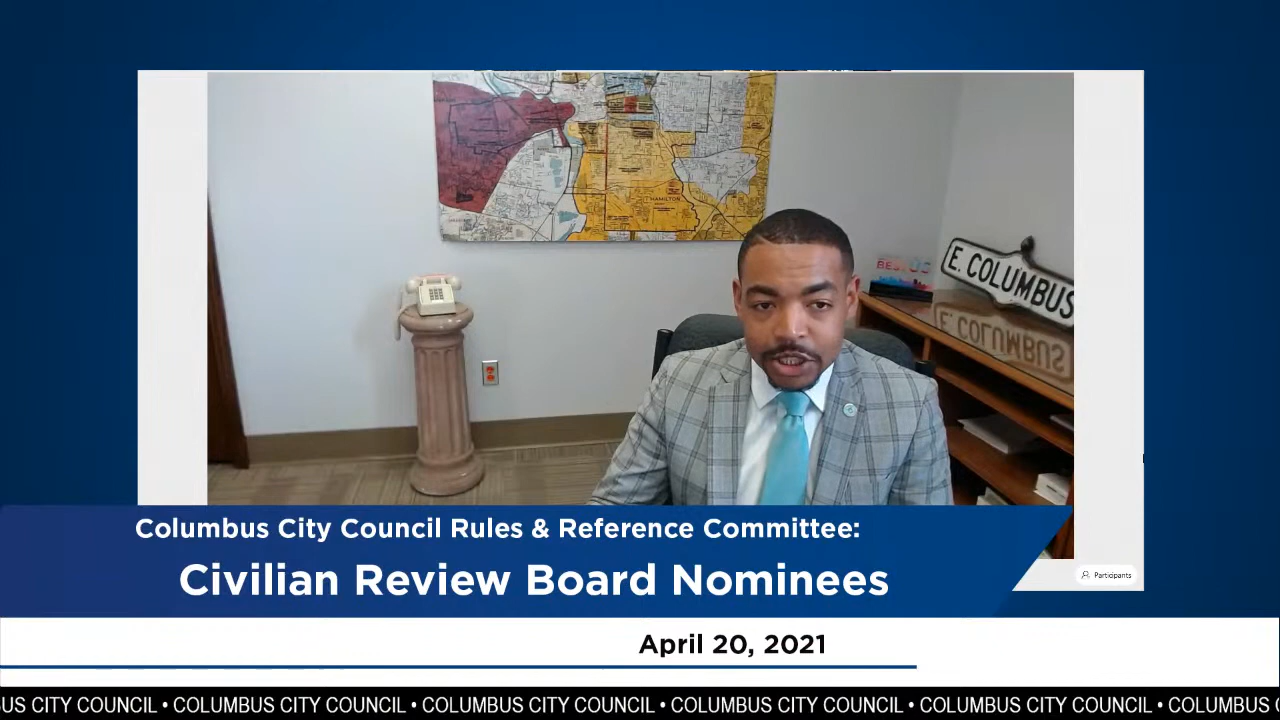 HAMILTON
E. COLUMBUS
Columbus City Council Rules & Reference Committee:
Civilian Review Board Nominees
Participants
April 20, 2021
US CITY COUNCIL • COLUMBUS CITY COUNCIL • COLUMBUS CITY COUNCIL • COLUMBUS CITY COUNCIL • COLUMBUS CITY COUNCIL • COLUMBUS